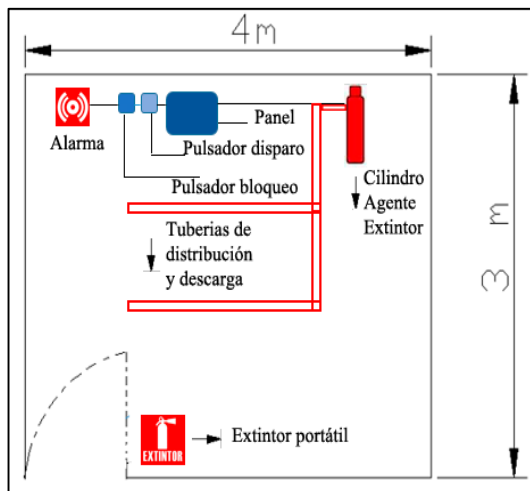 4m
Panel
Alarma
Pulsador disparo
Pulsador bloqueo
Cilindro
Agente
Extintor
3 m
Tuberias de
distribución
y descarga
EXTINTOR
Extintor portátil